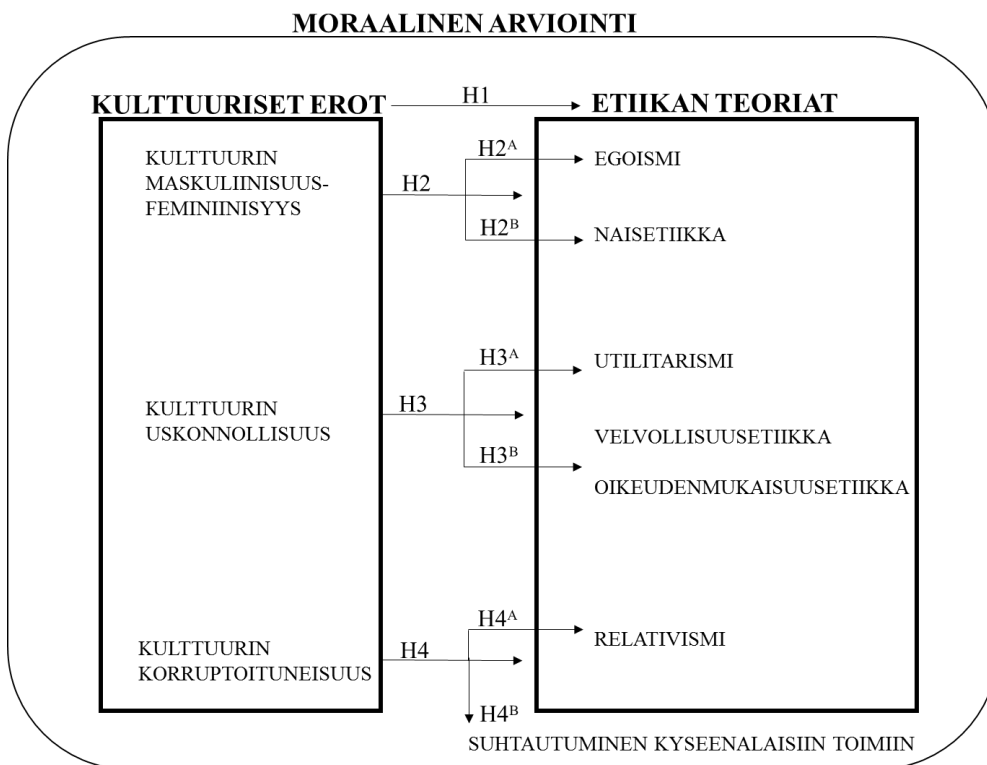 MORAALINEN ARVIOINTI
KULTTUURISET EROT
H1
ETIIKAN TEORIAT
KULTTUURIN
MASKULIINISUUS-
FEMINIINISYYS
H2
H2ᴬ
EGOISMI
H2ᴮ
NAISETIIKKA
KULTTUURIN
USKONNOLLISUUS
H3
H3ᴬ
UTILITARISMI
VELVOLLISUUSETIIKKA
H3ᴮ
OIKEUDENMUKAISUUSETIIKKA
KULTTUURIN
KORRUPTOITUNEISUUS
H4
H4ᴬ
RELATIVISMI
H4ᴮ
SUHTAUTUMINEN KYSEENALAISIIN TOIMIIN